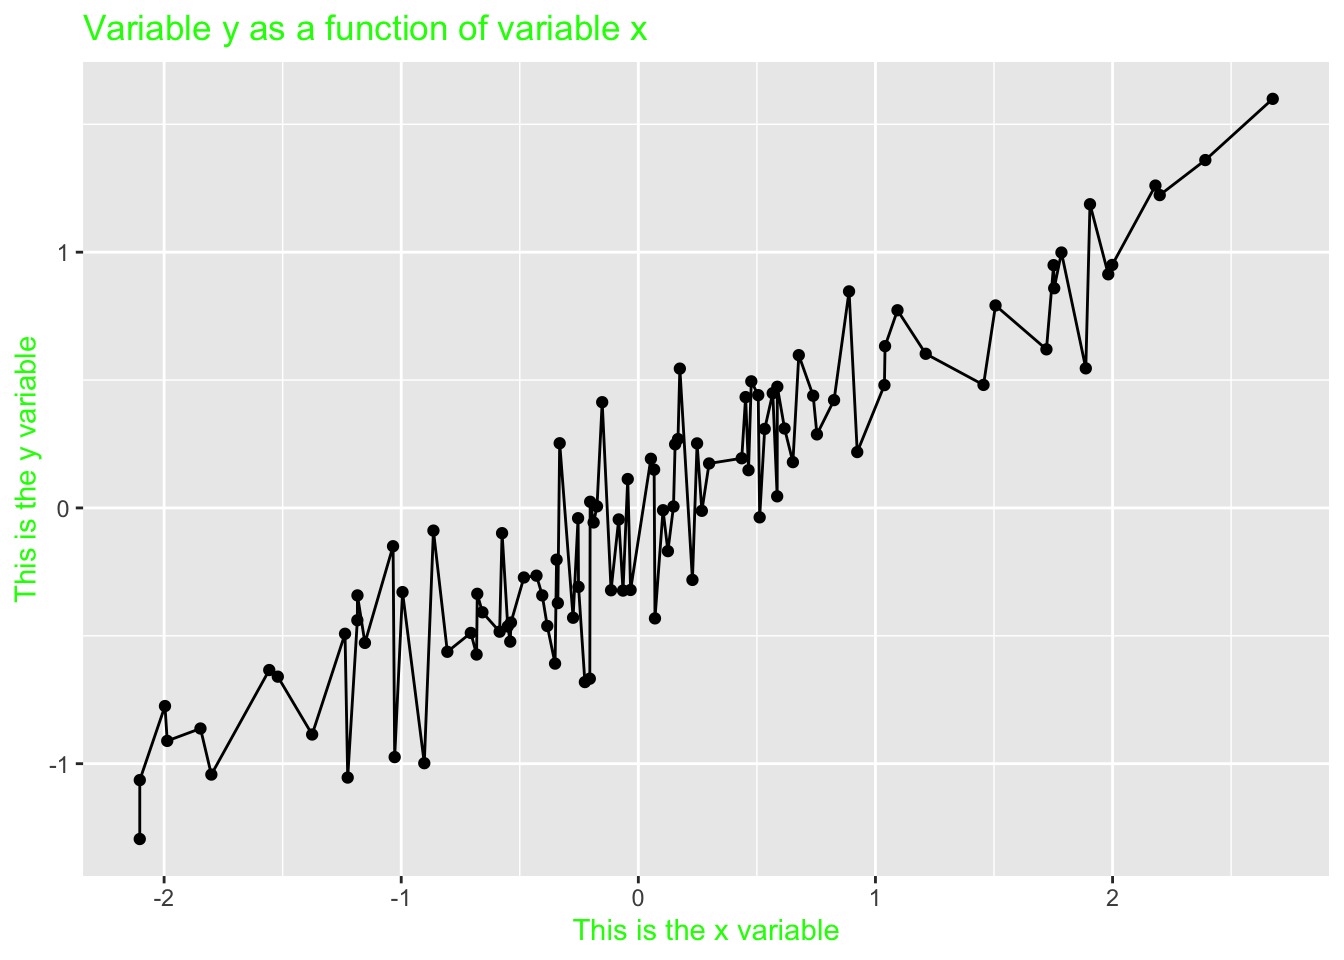 Variable y as a function of variable x
This is the y variable
1
0
-1
-2
-1
0
1
2
This is the x variable